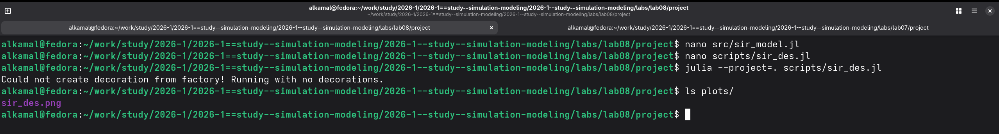 alkamal@fedora:~/work/study/2026-1/2026-1==study--simulation-modeling/2026-1--study--simulation-modeling/labs/lab08/project
~/work/study/2026-1/2026-1==study--simulation-modeling/2026-1--study--simulation-modeling/labs/lab08/project
alkamal@fedora:~/work/study/2026-1/2026-1==study--simulation-modeling/2026-1--study--simulation-modeling/labs/lab08/project
alkamal@fedora:~/work/study/2026-1/2026-1==study--simulation-modeling/2026-1--study--simulation-modeling/labs/lab07/project
alkamal@fedora:~/work/study/2026-1/2026-1==study--simulation-modeling/2026-1--study--simulation-modeling/labs/lab08/project$ nano src/sir_model.jl
alkamal@fedora:~/work/study/2026-1/2026-1==study--simulation-modeling/2026-1--study--simulation-modeling/labs/lab08/project$ nano scripts/sir_des.jl
alkamal@fedora:~/work/study/2026-1/2026-1==study--simulation-modeling/2026-1--study--simulation-modeling/labs/lab08/project$ julia --project=. scripts/sir_des.jl
Could not create decoration from factory! Running with no decorations.
alkamal@fedora:~/work/study/2026-1/2026-1==study--simulation-modeling/2026-1--study--simulation-modeling/labs/lab08/project$ ls plots/
sir_des.png
alkamal@fedora:~/work/study/2026-1/2026-1==study--simulation-modeling/2026-1--study--simulation-modeling/labs/lab08/project$